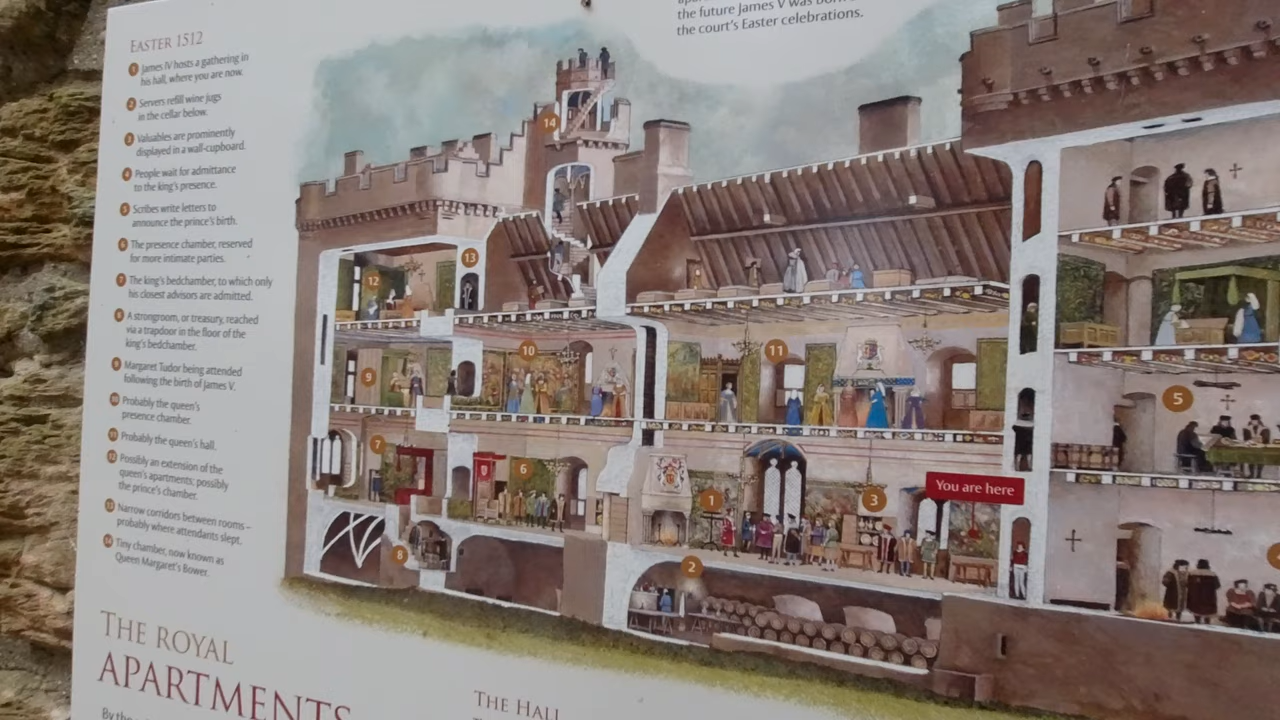 EASTER 1512
1 James IV hosts a gathering in
his hall, where you are now.
2 Servers refill wine jugs
in the cellar below.
3 Valuables are prominently
displayed in a wall-cupboard.
4 People wait for admittance
to the king's presence.
5 Scribes write letters to
announce the prince's birth.
6 The presence chamber, reserved
for more intimate parties.
7 The king's bedchamber, to which only
his closest advisors are admitted.
8 A strongroom, or treasury, reached
via a trapdoor in the floor of the
king's bedchamber.
9 Margaret Tudor being attended
following the birth of James V.
10 Probably the queen's
presence chamber.
11 Probably the queen's hall.
12 Possibly an extension of the
queen's apartments; possibly
the prince's chamber.
13 Narrow corridors between rooms –
probably where attendants slept.
14 Tiny chamber, now known as
Queen Margaret's Bower.
the future James V was
the court's Easter celebrations.
14
13
12
10
11
9
5
7
6
1
3
You are here
8
2
THE ROYAL
APARTMENTS
By the
THE HALL